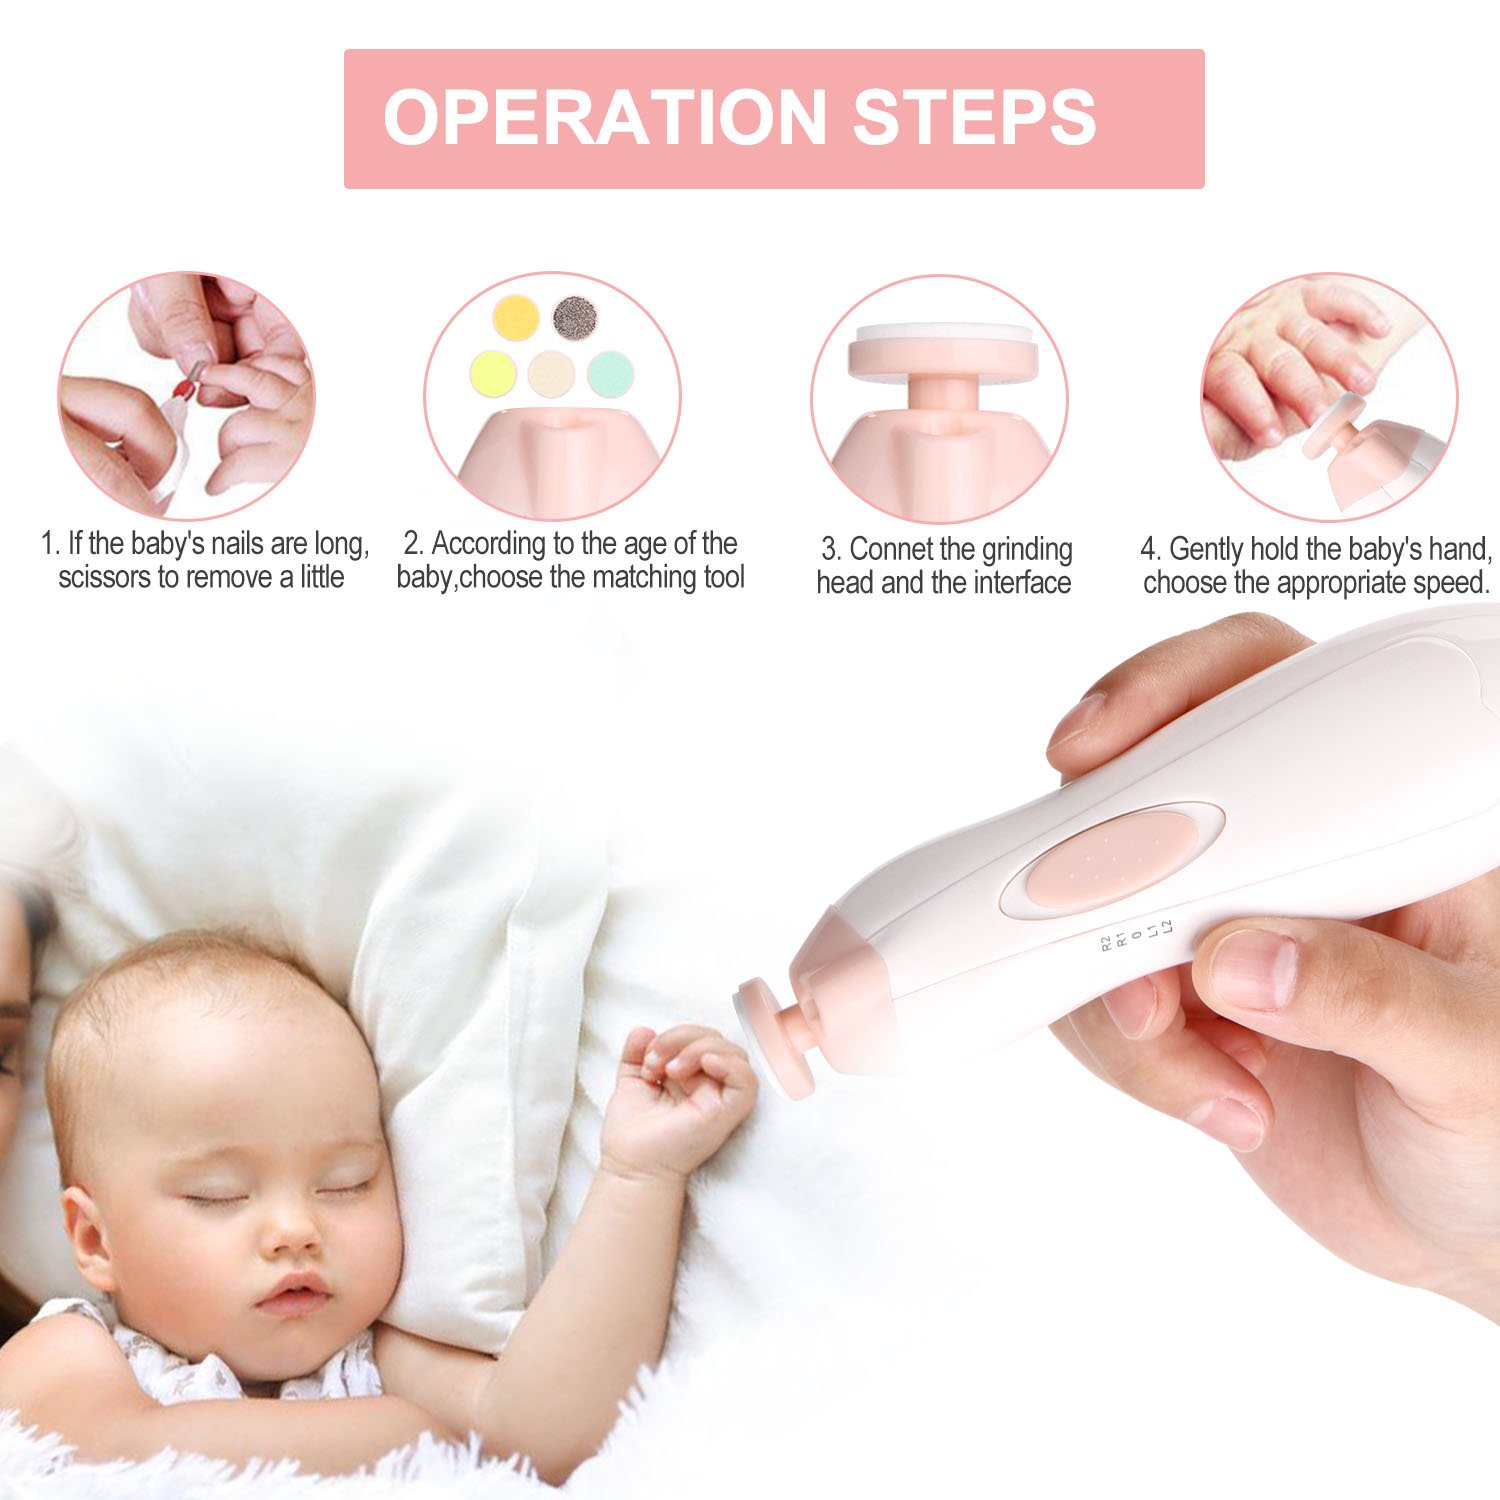 OPERATION STEPS
1. If the baby's nails are long,
scissors to remove a little
2. According to the age of the
baby,choose the matching tool
3. Connet the grinding
head and the interface
4. Gently hold the baby's hand,
choose the appropriate speed.
R2
R1
0
L1
L2